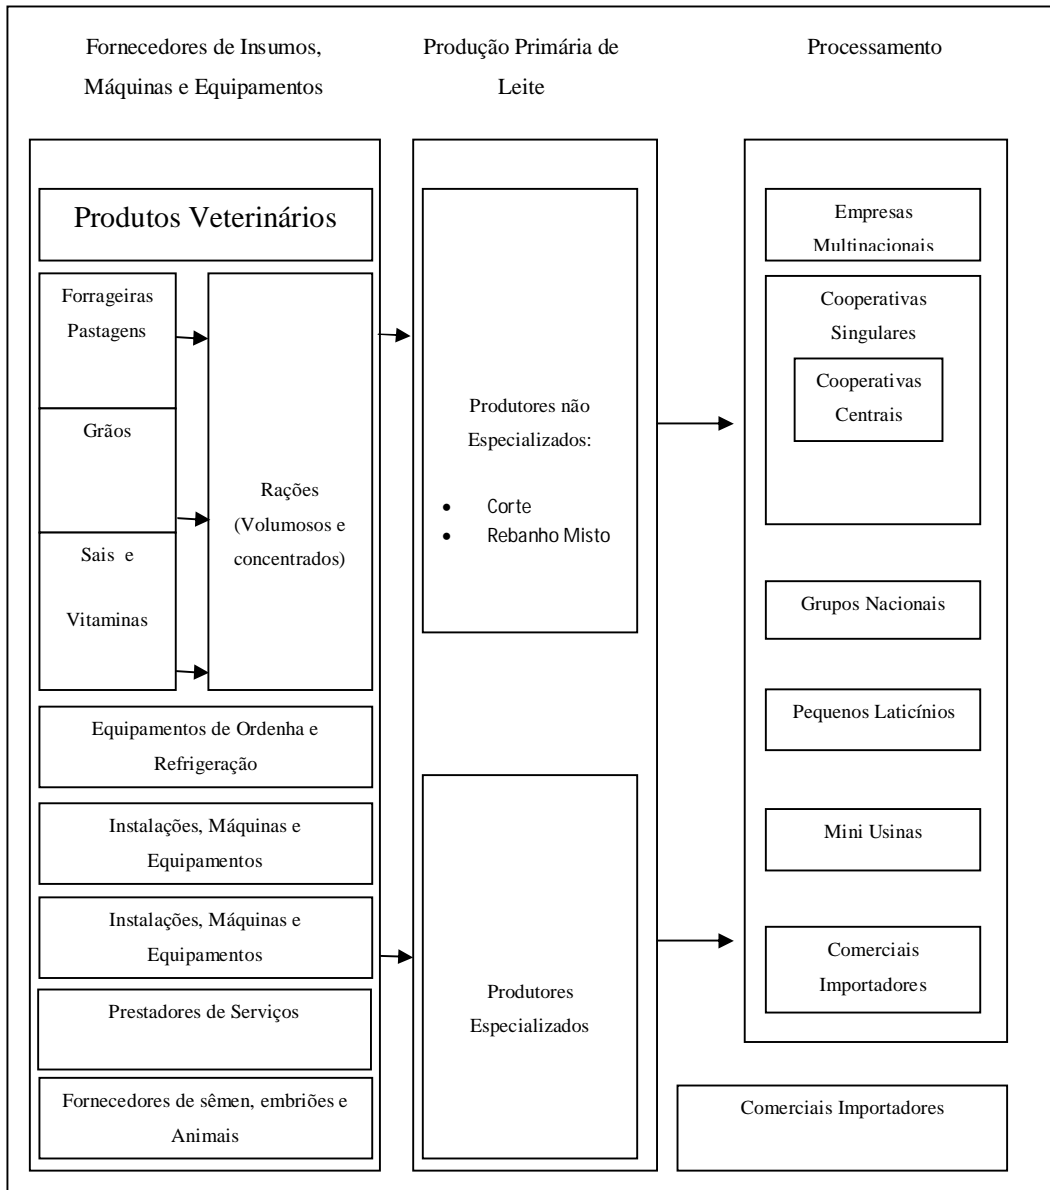 Fornecedores de Insumos,
Máquinas e Equipamentos
Produção Primária de
Leite
Processamento
Produtos Veterinários
Forrageiras
Pastagens
Grãos
Sais e
Vitaminas
Rações
(Volumosos e
concentrados)
Equipamentos de Ordenha e
Refrigeração
Instalações, Máquinas e
Equipamentos
Instalações, Máquinas e
Equipamentos
Prestadores de Serviços
Fornecedores de sêmen, embriões e
Animais
Produtores não
Especializados:
• Corte
• Rebanho Misto
Produtores
Especializados
Empresas
Multinacionais
Cooperativas
Singulares
Cooperativas
Centrais
Grupos Nacionais
Pequenos Laticínios
Mini Usinas
Comerciais
Importadores
Comerciais Importadores